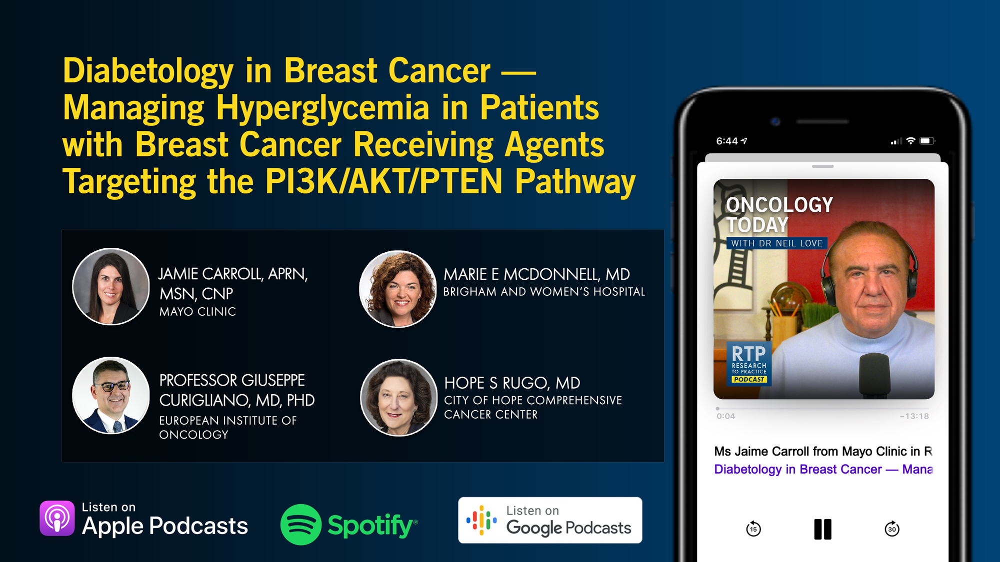 Diabetology in Breast Cancer —
Managing Hyperglycemia in Patients
with Breast Cancer Receiving Agents
Targeting the PI3K/AKT/PTEN Pathway
JAMIE CARROLL, APRN,
MSN, CNP
MAYO CLINIC
MARIE E MCDONNELL, MD
BRIGHAM AND WOMEN'S HOSPITAL
PROFESSOR GIUSEPPE
CURIGLIANO, MD, PHD
EUROPEAN INSTITUTE OF
ONCOLOGY
HOPE S RUGO, MD
CITY OF HOPE COMPREHENSIVE
CANCER CENTER
Listen on
Apple Podcasts
Spotify®
Listen on
Google Podcasts
6:44
ONCOLOGY
TODAY
WITH DR NEIL LOVE
RTP
RESEARCH
TO PRACTICE
PODCAST
0:04 −13:18
Ms Jaime Carroll from Mayo Clinic in R
Diabetology in Breast Cancer — Mana
15 30